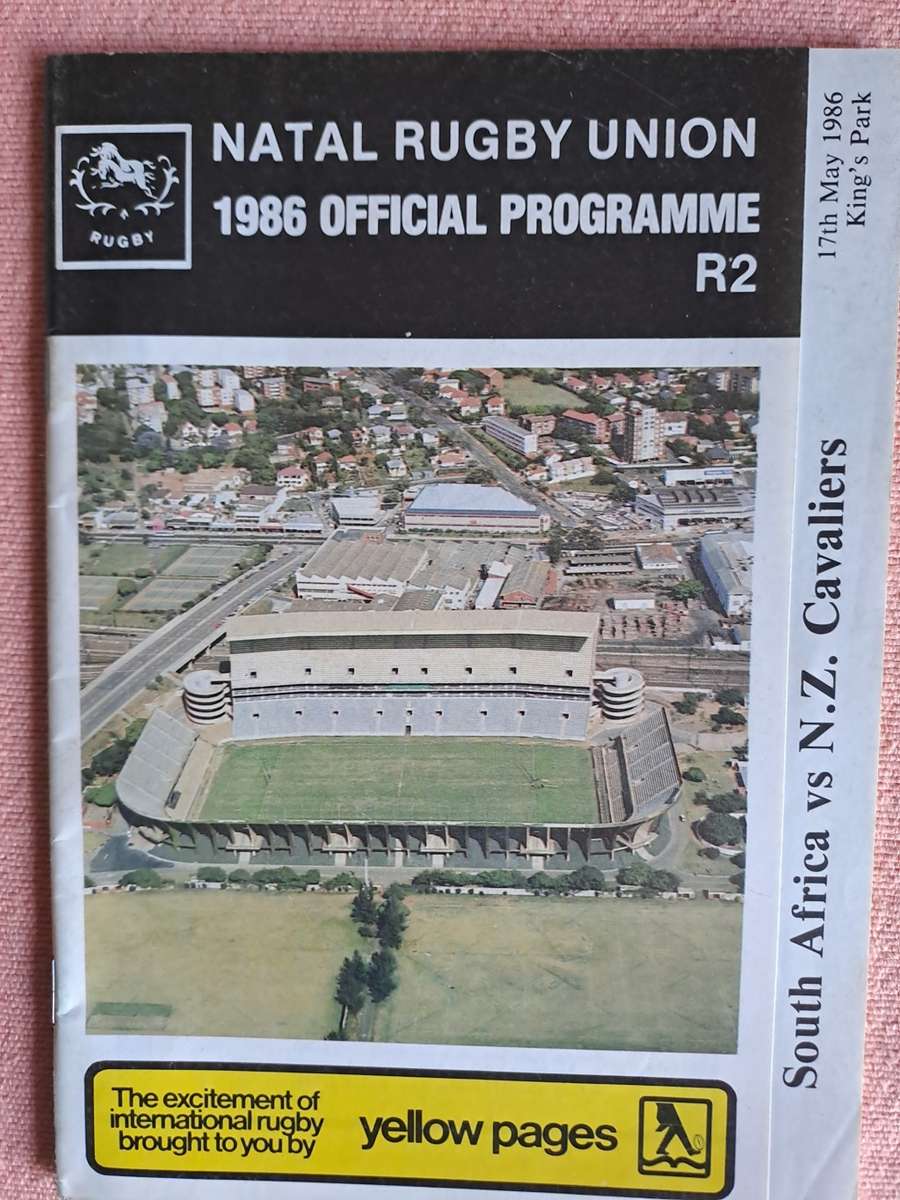 NATAL RUGBY UNION
1986 OFFICIAL PROGRAMME
R2
RUGBY
17th May 1986
King's Park
South Africa vs N.Z. Cavaliers
The excitement of
international rugby
brought to you by
yellow pages